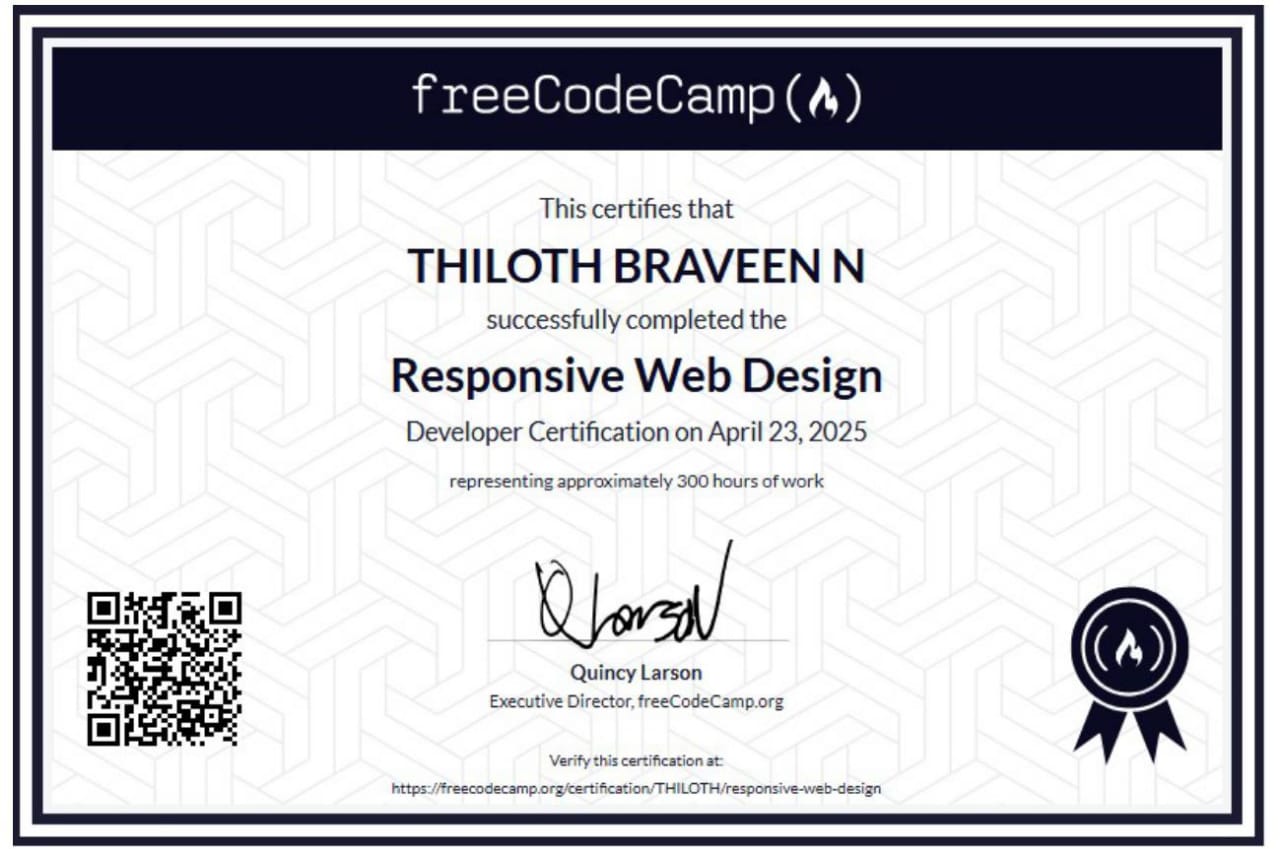 freeCodeCamp(🔥)
This certifies that
THILOTH BRAVEEN N
successfully completed the
Responsive Web Design
Developer Certification on April 23, 2025
representing approximately 300 hours of work
Q Larson
Quincy Larson
Executive Director, freeCodeCamp.org
Verify this certification at:
https://freecodecamp.org/certification/THILOTH/responsive-web-design